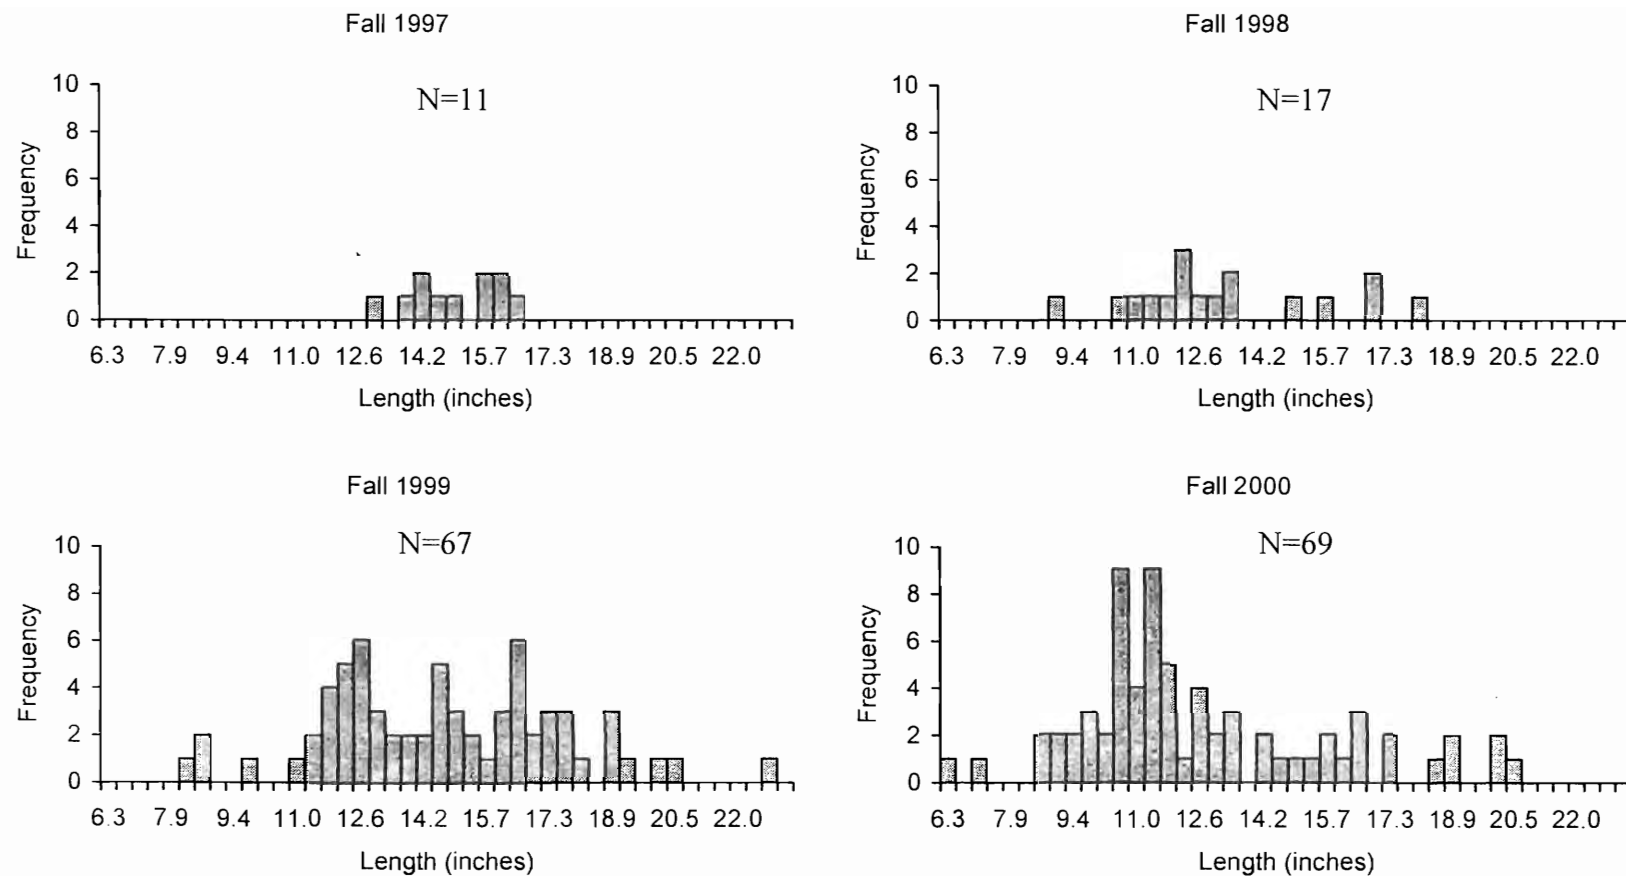 Fall 1997
N=11
10
8
6
4
2
0
Frequency
6.3 7.9 9.4 11.0 12.6 14.2 15.7 17.3 18.9 20.5 22.0
Length (inches)
Fall 1998
N=17
10
8
6
4
2
0
Frequency
6.3 7.9 9.4 11.0 12.6 14.2 15.7 17.3 18.9 20.5 22.0
Length (inches)
Fall 1999
N=67
10
8
6
4
2
0
Frequency
6.3 7.9 9.4 11.0 12.6 14.2 15.7 17.3 18.9 20.5 22.0
Length (inches)
Fall 2000
N=69
10
8
6
4
2
0
Frequency
6.3 7.9 9.4 11.0 12.6 14.2 15.7 17.3 18.9 20.5 22.0
Length (inches)